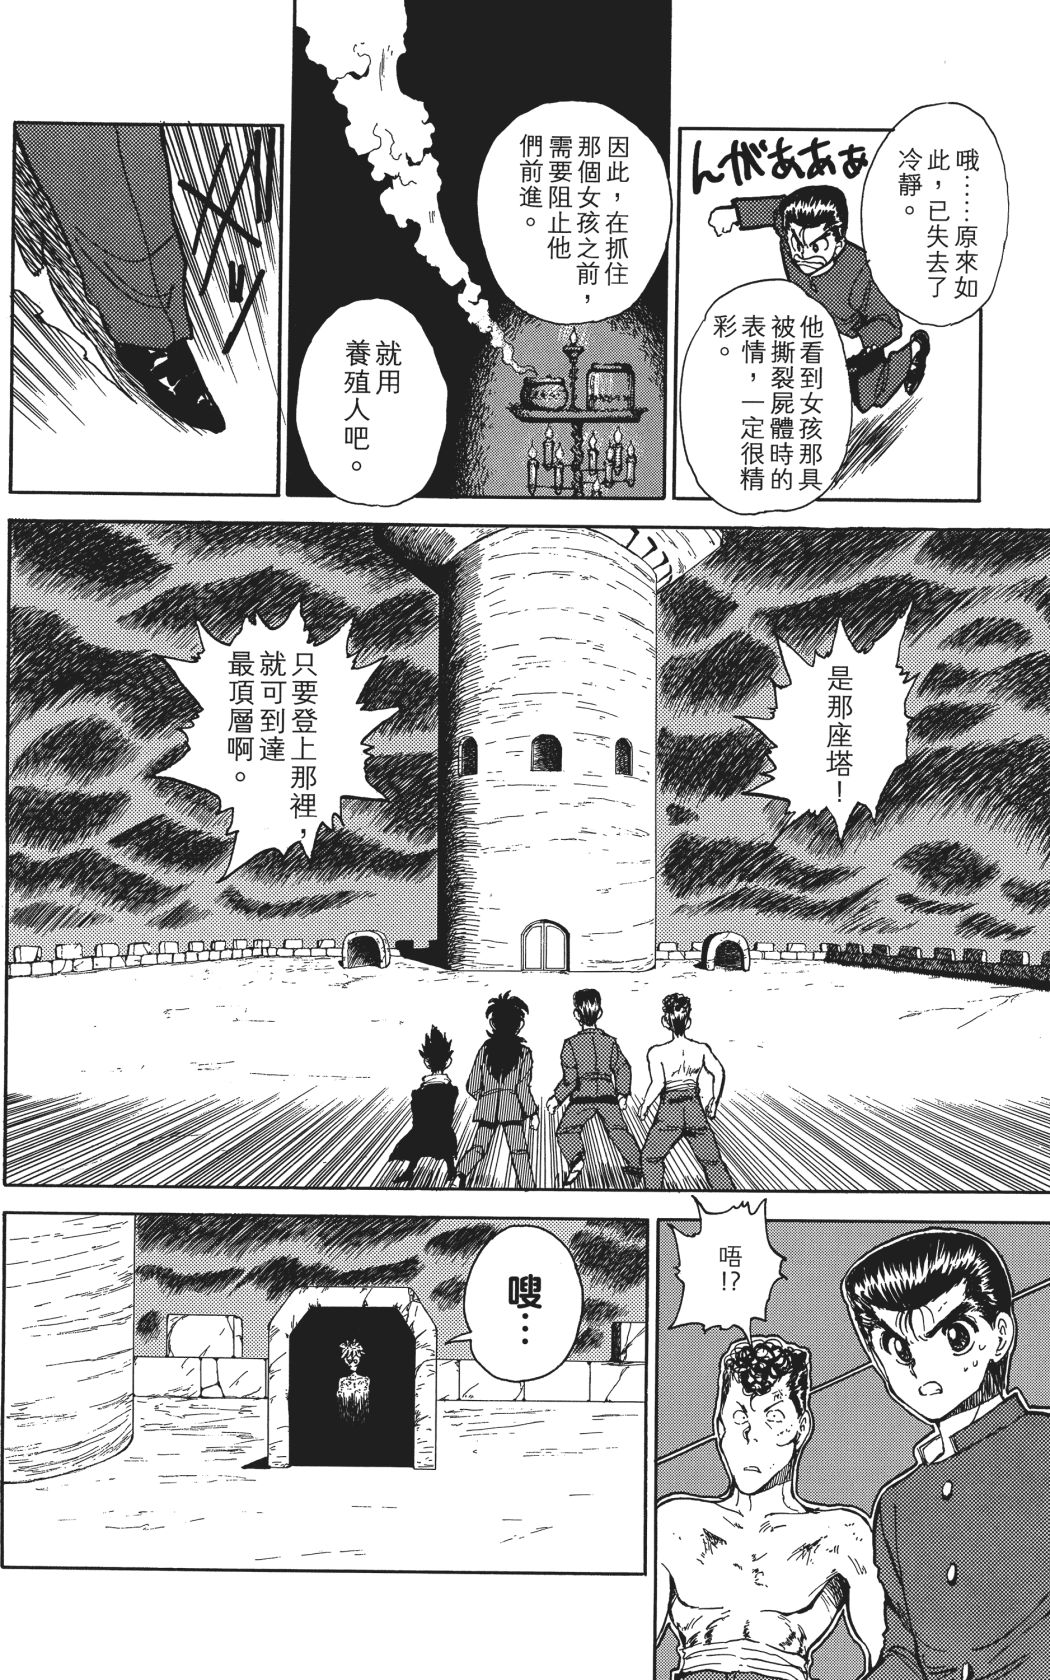 哦……原來如
此，已失去了
冷靜。
んがあぁぁ
他看到女孩那具
被撕裂屍體時的
表情，一定很精
彩。
因此，在抓住
那個女孩之前，
需要阻止他
們前進。
就用
養殖人吧。
是那座塔！
只要登上那裡，
就可到達
最頂層啊。
唔
!?
嗖…